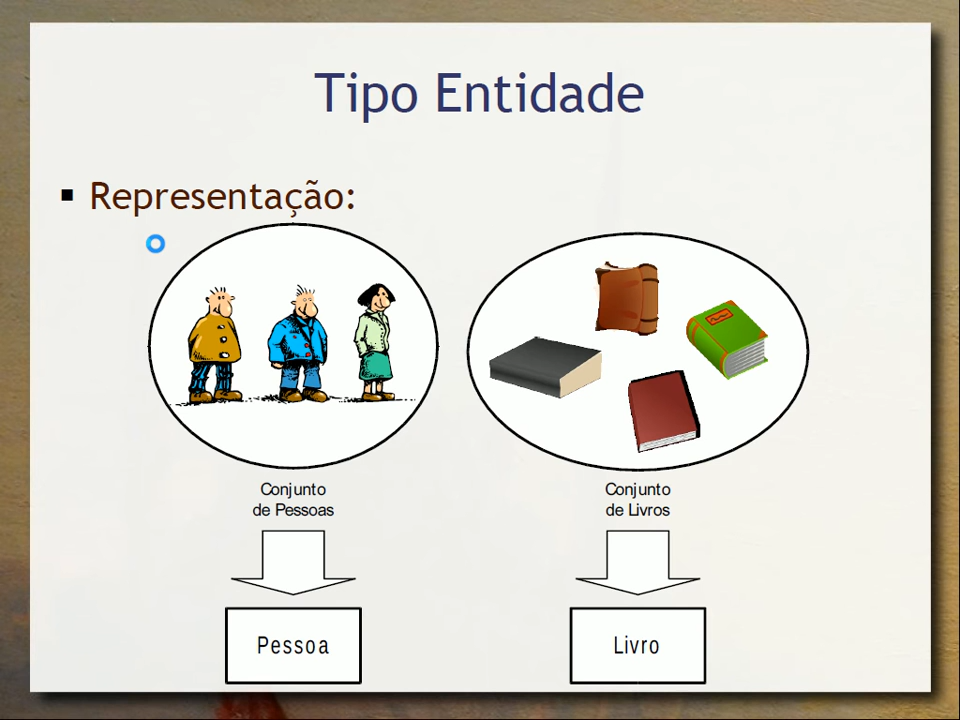 Tipo Entidade
Representação:
Conjunto
de Pessoas
Conjunto
de Livros
Pessoa
Livro